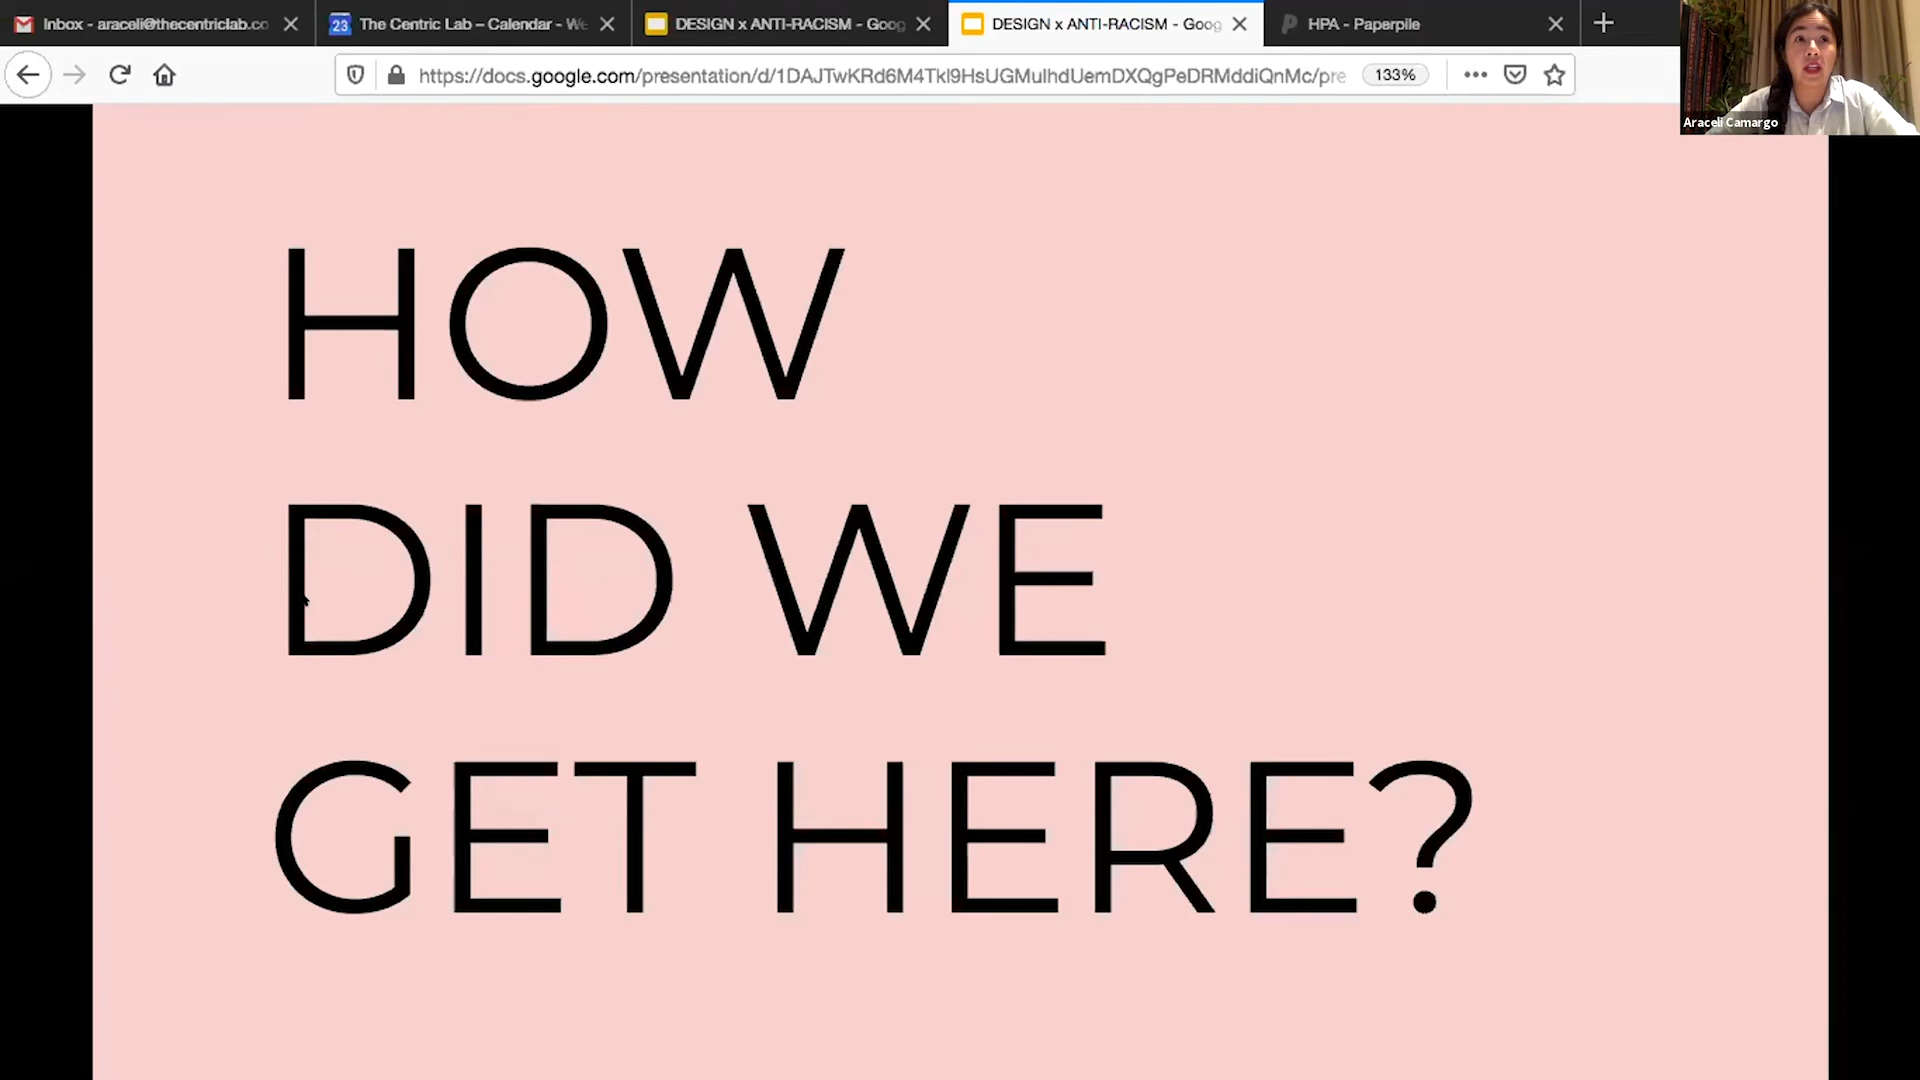 Inbox - araceli@thecentriclab.co
The Centric Lab – Calendar - We
DESIGN x ANTI-RACISM - Goog
DESIGN x ANTI-RACISM - Goog
HPA - Paperpile
23
https://docs.google.com/presentation/d/1DAJTwKRd6M4Tkl9HsUGMulhdUemDXQgPeDRMddiQnMc/pre
133%
Araceli Camargo
HOW
DID WE
GET HERE?